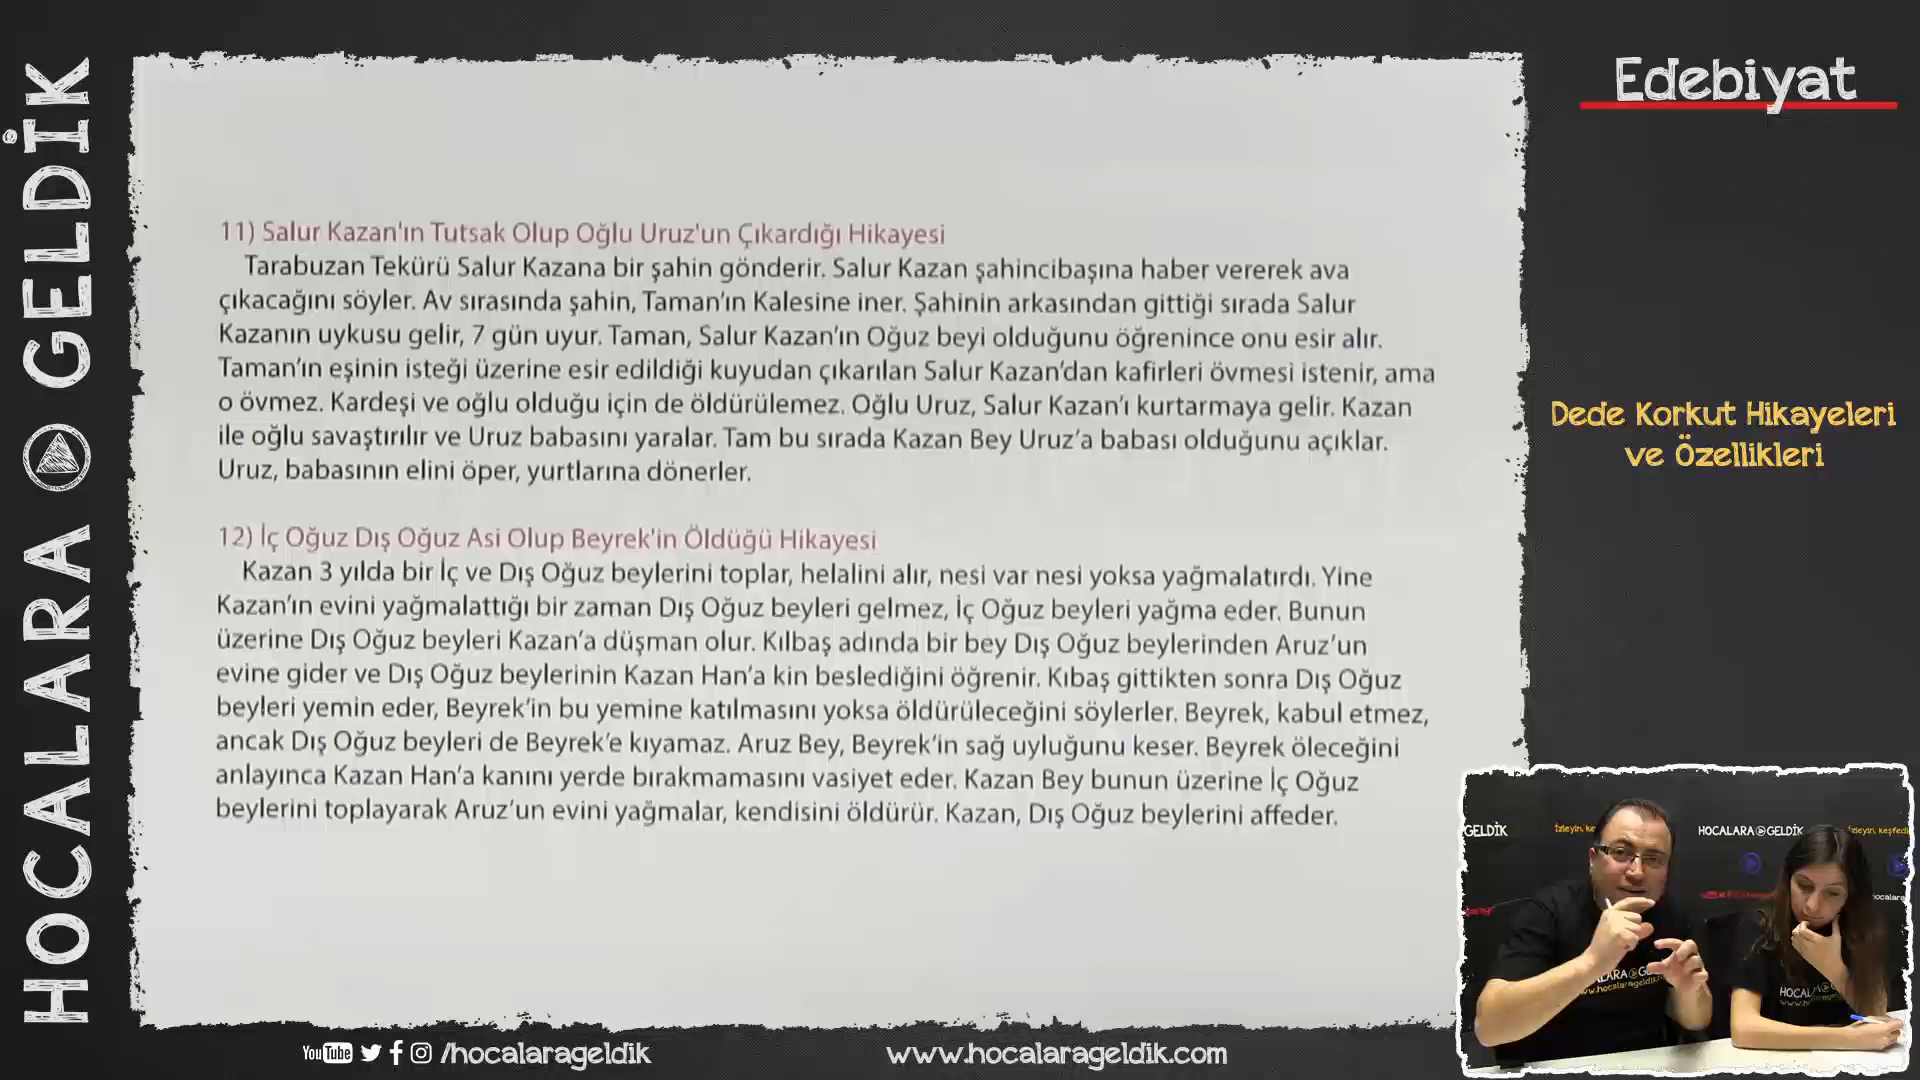 HOCALARA GELDİK
Edebiyat
11) Salur Kazan'ın Tutsak Olup Oğlu Uruz'un Çıkardığı Hikayesi
Tarabuzan Tekürü Salur Kazana bir şahin gönderir. Salur Kazan şahincibaşına haber vererek ava
çıkacağını söyler. Av sırasında şahin, Taman'ın Kalesine iner. Şahinin arkasından gittiği sırada Salur
Kazanın uykusu gelir, 7 gün uyur. Taman, Salur Kazan'ın Oğuz beyi olduğunu öğrenince onu esir alır.
Taman'ın eşinin isteği üzerine esir edildiği kuyudan çıkarılan Salur Kazan'dan kafirleri övmesi istenir, ama
o övmez. Kardeşi ve oğlu olduğu için de öldürülemez. Oğlu Uruz, Salur Kazan'ı kurtarmaya gelir. Kazan
ile oğlu savaştırılır ve Uruz babasını yaralar. Tam bu sırada Kazan Bey Uruz'a babası olduğunu açıklar.
Uruz, babasının elini öper, yurtlarına dönerler.
12) İç Oğuz Dış Oğuz Asi Olup Beyrek'in Öldüğü Hikayesi
Kazan 3 yılda bir İç ve Dış Oğuz beylerini toplar, helalini alır, nesi var nesi yoksa yağmalatırdı. Yine
Kazan'ın evini yağmalattığı bir zaman Dış Oğuz beyleri gelmez, İç Oğuz beyleri yağma eder. Bunun
üzerine Dış Oğuz beyleri Kazan'a düşman olur. Kılbaş adında bir bey Dış Oğuz beylerinden Aruz'un
evine gider ve Dış Oğuz beylerinin Kazan Han'a kin beslediğini öğrenir. Kıbaş gittikten sonra Dış Oğuz
beyleri yemin eder, Beyrek'in bu yemine katılmasını yoksa öldürüleceğini söylerler. Beyrek, kabul etmez,
ancak Dış Oğuz beyleri de Beyrek'e kıyamaz. Aruz Bey, Beyrek'in sağ uyluğunu keser. Beyrek öleceğini
anlayınca Kazan Han'a kanını yerde bırakmamasını vasiyet eder. Kazan Bey bunun üzerine İç Oğuz
beylerini toplayarak Aruz'un evini yağmalar, kendisini öldürür. Kazan, Dış Oğuz beylerini affeder.
Dede Korkut Hikayeleri
ve Özellikleri
GELDİK
HOCALARA GELDİK
YouTube /hocalarageldik
www.hocalarageldik.com